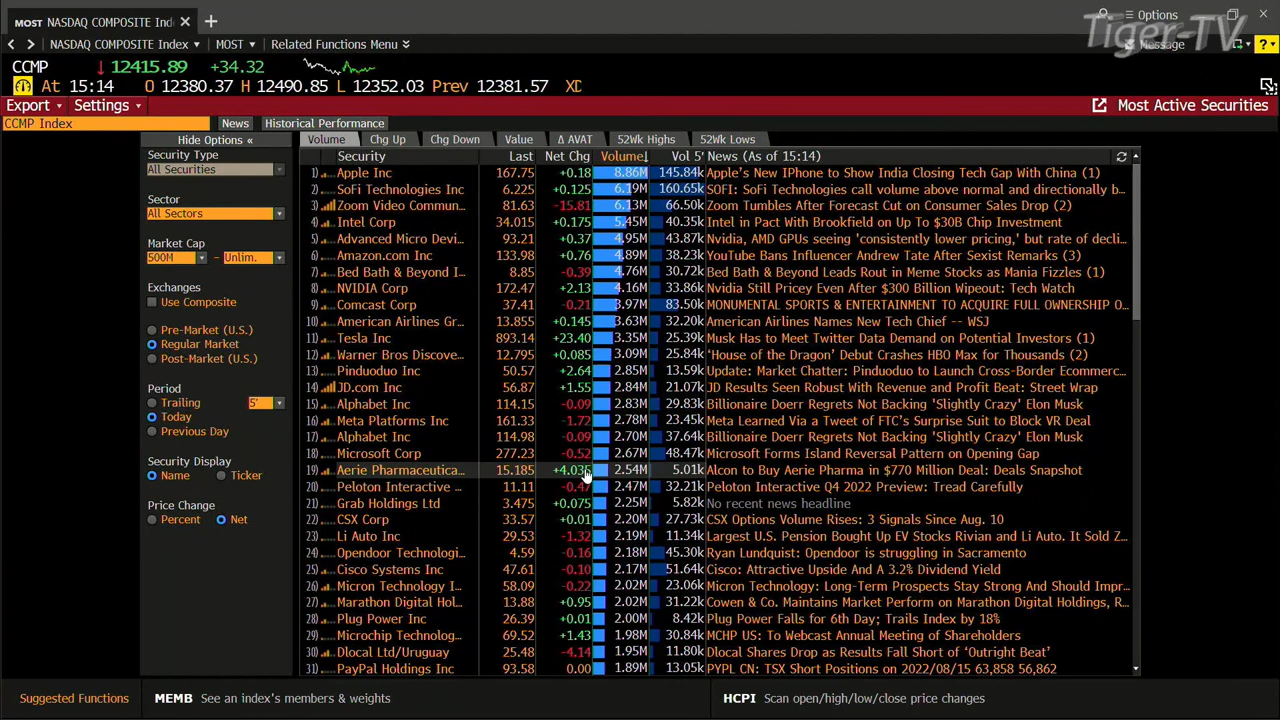 MOST NASDAQ COMPOSITE Inde × +
Options
Tiger-TV
< > NASDAQ COMPOSITE Index MOST Related Functions Menu
Message
?
CCMP ↓ 12415.89 +34.32
At 15:14 O 12380.37 H 12490.85 L 12352.03 Prev 12381.57 XD
Export Settings Most Active Securities
CCMP Index News Historical Performance
Hide Options «
Security Type
All Securities
Sector
All Sectors
Market Cap
500M - Unlim.
Exchanges
Use Composite
Pre-Market (U.S.)
Regular Market
Post-Market (U.S.)
Period
Trailing 5'
Today
Previous Day
Security Display
Name Ticker
Price Change
Percent Net
Volume Chg Up Chg Down Value Δ AVAT 52Wk Highs 52Wk Lows
Security Last Net Chg Volume↓ Vol 5' News (As of 15:14)
1) Apple Inc 167.75 +0.18 8.86M 145.84k Apple's New IPhone to Show India Closing Tech Gap With China (1)
2) SoFi Technologies Inc 6.225 +0.125 6.19M 160.65k SOFI: SoFi Technologies call volume above normal and directionally b...
3) Zoom Video Commun... 81.63 -15.81 6.13M 66.50k Zoom Tumbles After Forecast Cut on Consumer Sales Drop (2)
4) Intel Corp 34.015 +0.175 5.45M 40.35k Intel in Pact With Brookfield on Up To $30B Chip Investment
5) Advanced Micro Devi... 93.21 +0.37 4.95M 43.87k Nvidia, AMD GPUs seeing 'consistently lower pricing,' but rate of decli...
6) Amazon.com Inc 133.98 +0.76 4.89M 38.23k YouTube Bans Influencer Andrew Tate After Sexist Remarks (3)
7) Bed Bath & Beyond I... 8.85 -0.39 4.76M 30.72k Bed Bath & Beyond Leads Rout in Meme Stocks as Mania Fizzles (1)
8) NVIDIA Corp 172.47 +2.13 4.16M 33.86k Nvidia Still Pricey Even After $300 Billion Wipeout: Tech Watch
9) Comcast Corp 37.41 -0.21 3.97M 83.50k MONUMENTAL SPORTS & ENTERTAINMENT TO ACQUIRE FULL OWNERSHIP O...
10) American Airlines Gr... 13.855 +0.145 3.63M 32.20k American Airlines Names New Tech Chief -- WSJ
11) Tesla Inc 893.14 +23.40 3.35M 25.39k Musk Has to Meet Twitter Data Demand on Potential Investors (1)
12) Warner Bros Discove... 12.795 +0.085 3.09M 25.84k 'House of the Dragon' Debut Crashes HBO Max for Thousands (2)
13) Pinduoduo Inc 50.57 +2.64 2.85M 13.59k Update: Market Chatter: Pinduoduo to Launch Cross-Border Ecommerc...
14) JD.com Inc 56.87 +1.55 2.84M 21.07k JD Results Seen Robust With Revenue and Profit Beat: Street Wrap
15) Alphabet Inc 114.15 -0.09 2.83M 29.83k Billionaire Doerr Regrets Not Backing 'Slightly Crazy' Elon Musk
16) Meta Platforms Inc 161.33 -1.72 2.78M 53.04k Meta Learned Via a Tweet of FTC's Surprise Suit to Block VR Deal
17) Alphabet Inc 114.98 -0.09 2.70M 37.64k Billionaire Doerr Regrets Not Backing 'Slightly Crazy' Elon Musk
18) Microsoft Corp 277.23 -0.52 2.67M 48.47k Microsoft Forms Island Reversal Pattern on Opening Gap
19) Aerie Pharmaceutica... 15.185 +4.035 2.54M 5.01k Alcon to Buy Aerie Pharma in $770 Million Deal: Deals Snapshot
20) Peloton Interactive ... 11.11 -0.47 2.47M 32.21k Peloton Interactive Q4 2022 Preview: Tread Carefully
21) Grab Holdings Ltd 3.475 +0.075 2.25M 5.82k No recent news headline
22) CSX Corp 33.57 +0.01 2.20M 27.73k CSX Options Volume Rises: 3 Signals Since Aug. 10
23) Li Auto Inc 29.53 -1.32 2.19M 11.34k Largest U.S. Pension Bought Up EV Stocks Rivian and Li Auto. It Sold Z...
24) Opendoor Technologi... 4.59 -0.16 2.18M 45.30k Ryan Lundquist: Opendoor is struggling in Sacramento
25) Cisco Systems Inc 47.61 -0.10 2.17M 51.64k Cisco: Attractive Upside And A 3.2% Dividend Yield
26) Micron Technology I... 58.09 -0.22 2.02M 23.06k Micron Technology: Long-Term Prospects Stay Strong And Should Impr...
27) Marathon Digital Hol... 13.88 +0.95 2.02M 31.22k Cowen & Co. Maintains Market Perform on Marathon Digital Holdings, R...
28) Plug Power Inc 26.39 +0.01 2.00M 8.42k Plug Power Falls for 6th Day; Trails Index by 18%
29) Microchip Technolog... 69.52 +1.43 1.98M 30.84k MCHP US: To Webcast Annual Meeting of Shareholders
30) Dlocal Ltd/Uruguay 25.48 -4.14 1.95M 11.80k Dlocal Shares Drop as Results Fall Short of 'Outright Beat'
31) PayPal Holdings Inc 93.58 0.00 1.89M 13.05k PYPL CN: TSX Short Positions on 2022/08/15 63,858 56,862
Suggested Functions MEMB See an index's members & weights HCPI Scan open/high/low/close price changes